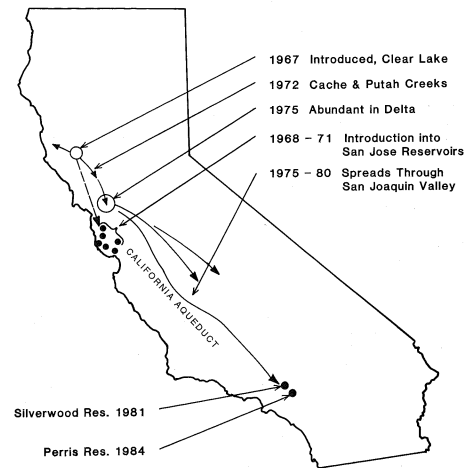 1967 Introduced, Clear Lake
1972 Cache & Putah Creeks
1975 Abundant in Delta
1968 - 71 Introduction into
San Jose Reservoirs
1975 - 80 Spreads Through
San Joaquin Valley
CALIFORNIA AQUEDUCT
Silverwood Res. 1981
Perris Res. 1984